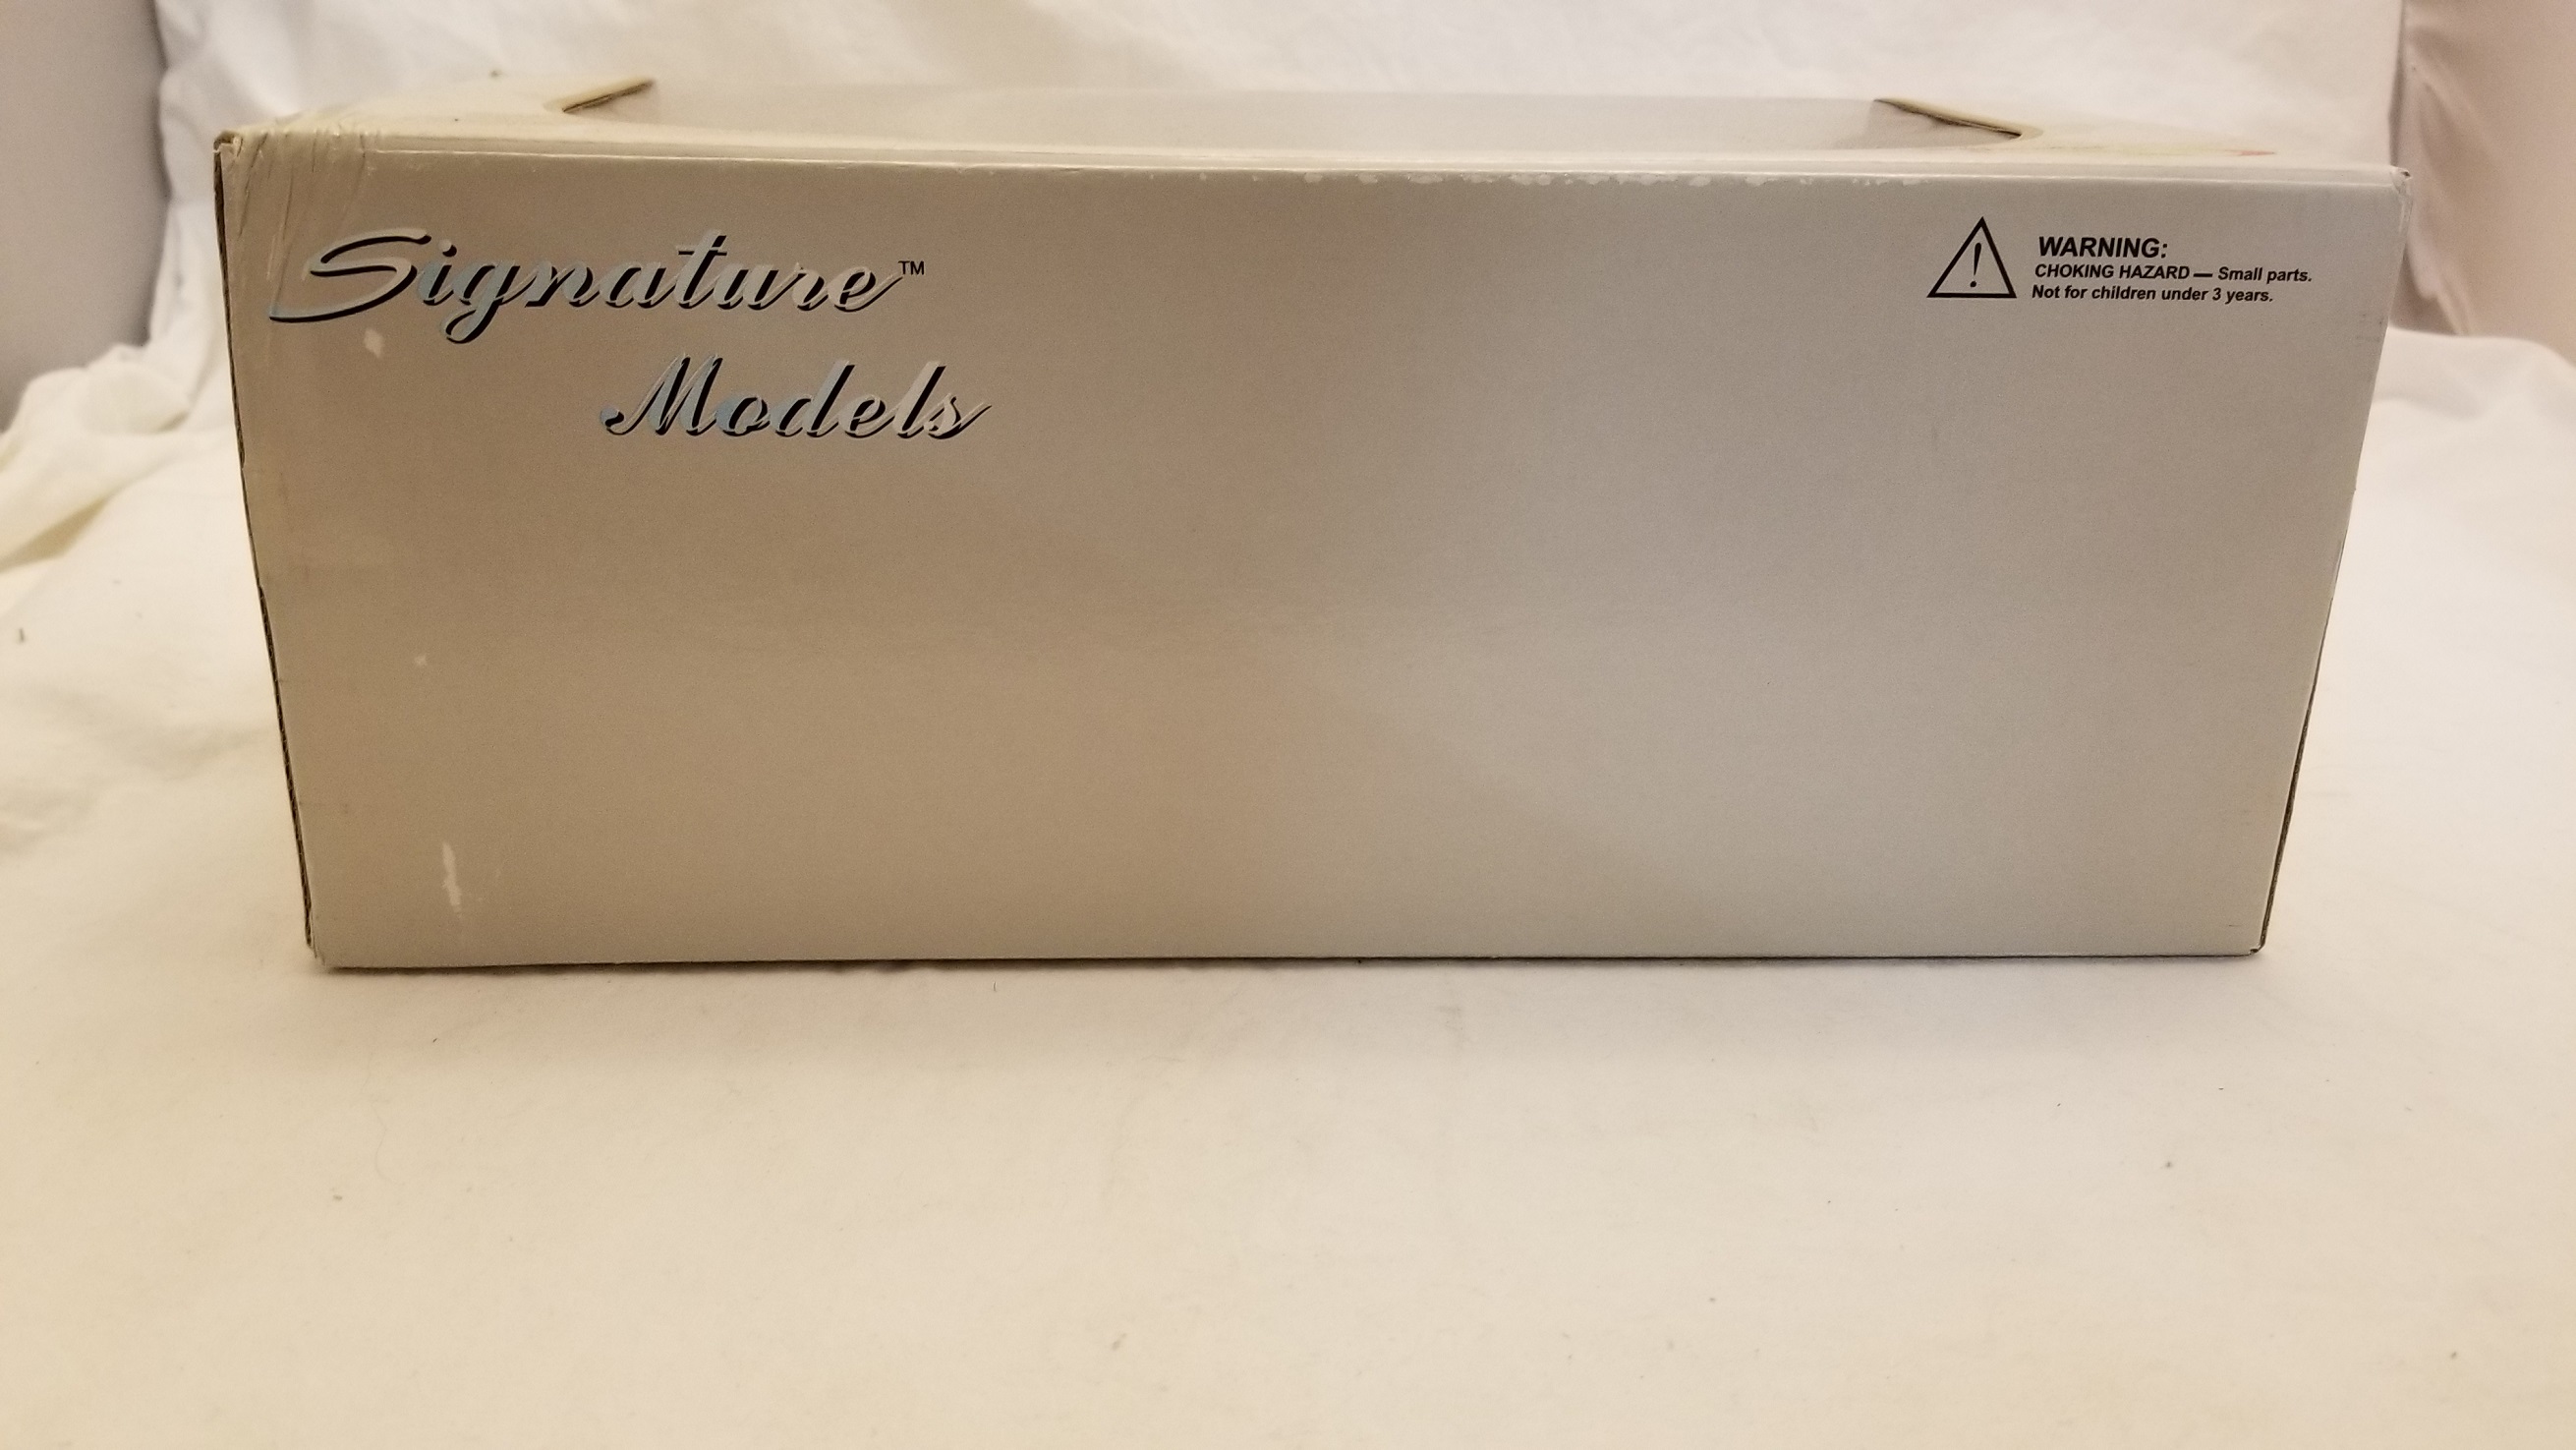 Signature™
Models
WARNING:
CHOKING HAZARD — Small parts.
Not for children under 3 years.